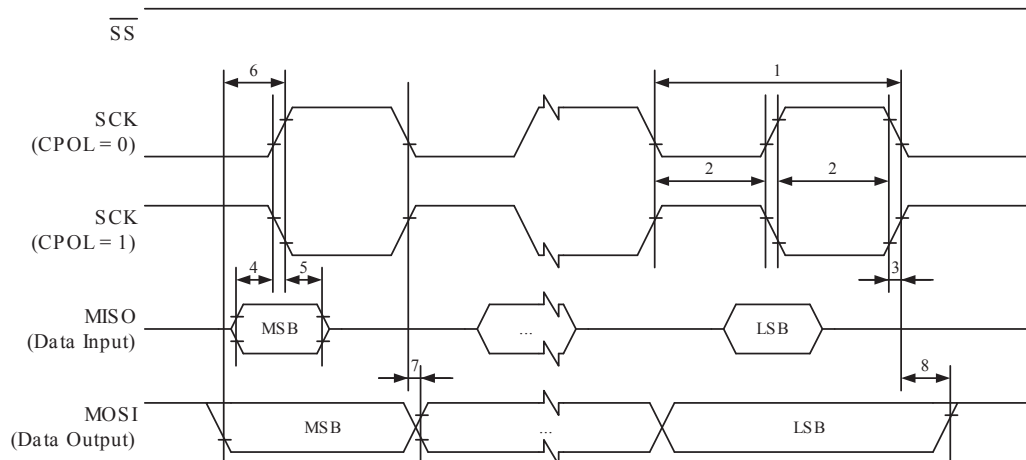 SS
6
1
SCK
(CPOL = 0)
2
2
SCK
(CPOL = 1)
4
5
3
MISO
(Data Input)
MSB
...
LSB
7
8
MOSI
(Data Output)
MSB
...
LSB